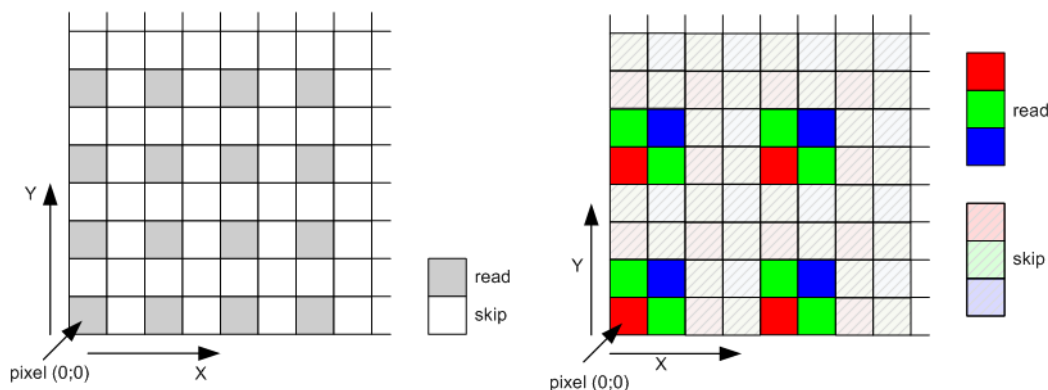 Y
read
skip
pixel (0;0)
X
read
skip
Y
X
pixel (0;0)